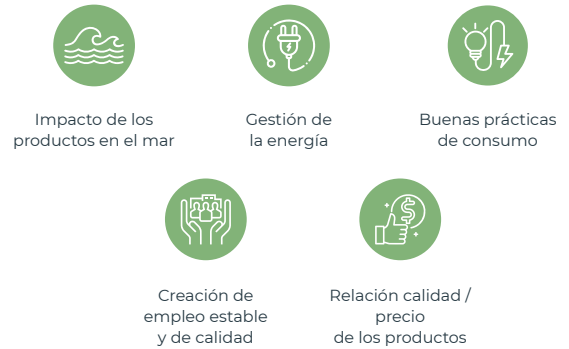 Impacto de los
productos en el mar
Gestión de
la energía
Buenas prácticas
de consumo
Creación de
empleo estable
y de calidad
Relación calidad /
precio
de los productos